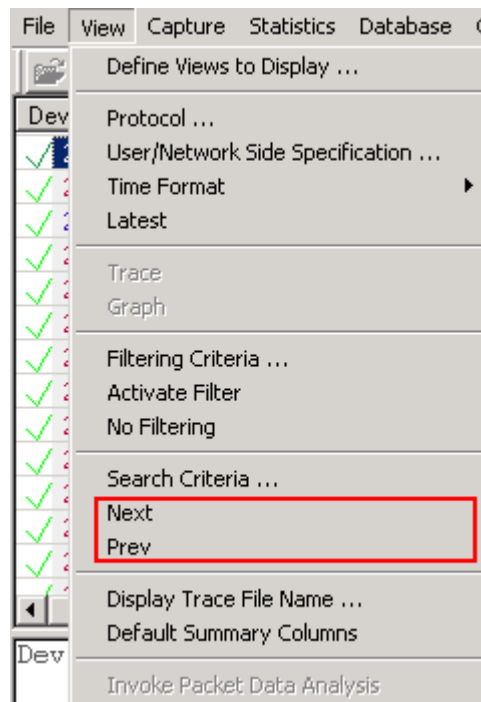 File View Capture Statistics Database
Define Views to Display ...
Dev
Protocol ...
User/Network Side Specification ...
Time Format
Latest
Trace
Graph
Filtering Criteria ...
Activate Filter
No Filtering
Search Criteria ...
Next
Prev
Display Trace File Name ...
Default Summary Columns
Dev
Invoke Packet Data Analysis